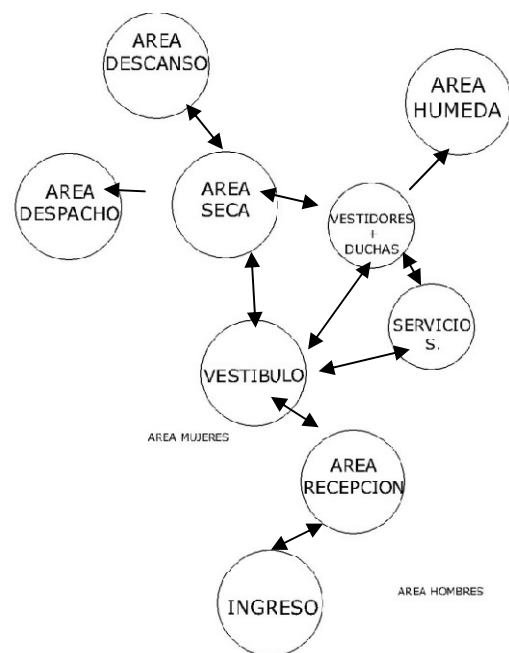 AREA
DESCANSO
AREA
HUMEDA
AREA
DESPACHO
AREA
SECA
VESTIDORES
+
DUCHAS
SERVICIO
S.
VESTIBULO
AREA MUJERES
AREA
RECEPCION
INGRESO
AREA HOMBRES